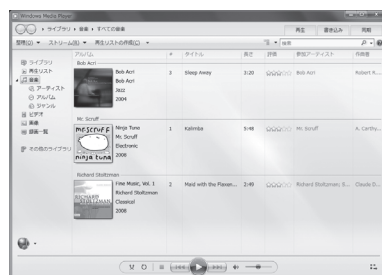 Windows Media Player
ライブラリ ▸ 音楽 ▸ すべての音楽
再生 書き込み 同期
整理(O) ストリーム(R) 再生リストの作成(C) 検索
アルバム # タイトル 長さ 評価 参加アーティスト 作曲者
ライブラリ
再生リスト
音楽
アーティスト
アルバム
ジャンル
ビデオ
画像
録画一覧
その他のライブラリ
Bob Acri
Bob Acri 3 Sleep Away 3:20 Bob Acri Robert R...
Bob Acri
Jazz
2004
Mr. Scruff
mr.scruff
ninja tuna
Ninja Tuna 1 Kalimba 5:48 Mr. Scruff A. Carthy...
Mr. Scruff
Electronic
2008
Richard Stoltzman
RICHARD
STOLTZMAN
Fine Music, Vol. 1 2 Maid with the Flaxen... 2:49 Richard Stoltzman; S... Claude D...
Richard Stoltzman
Classical
2008